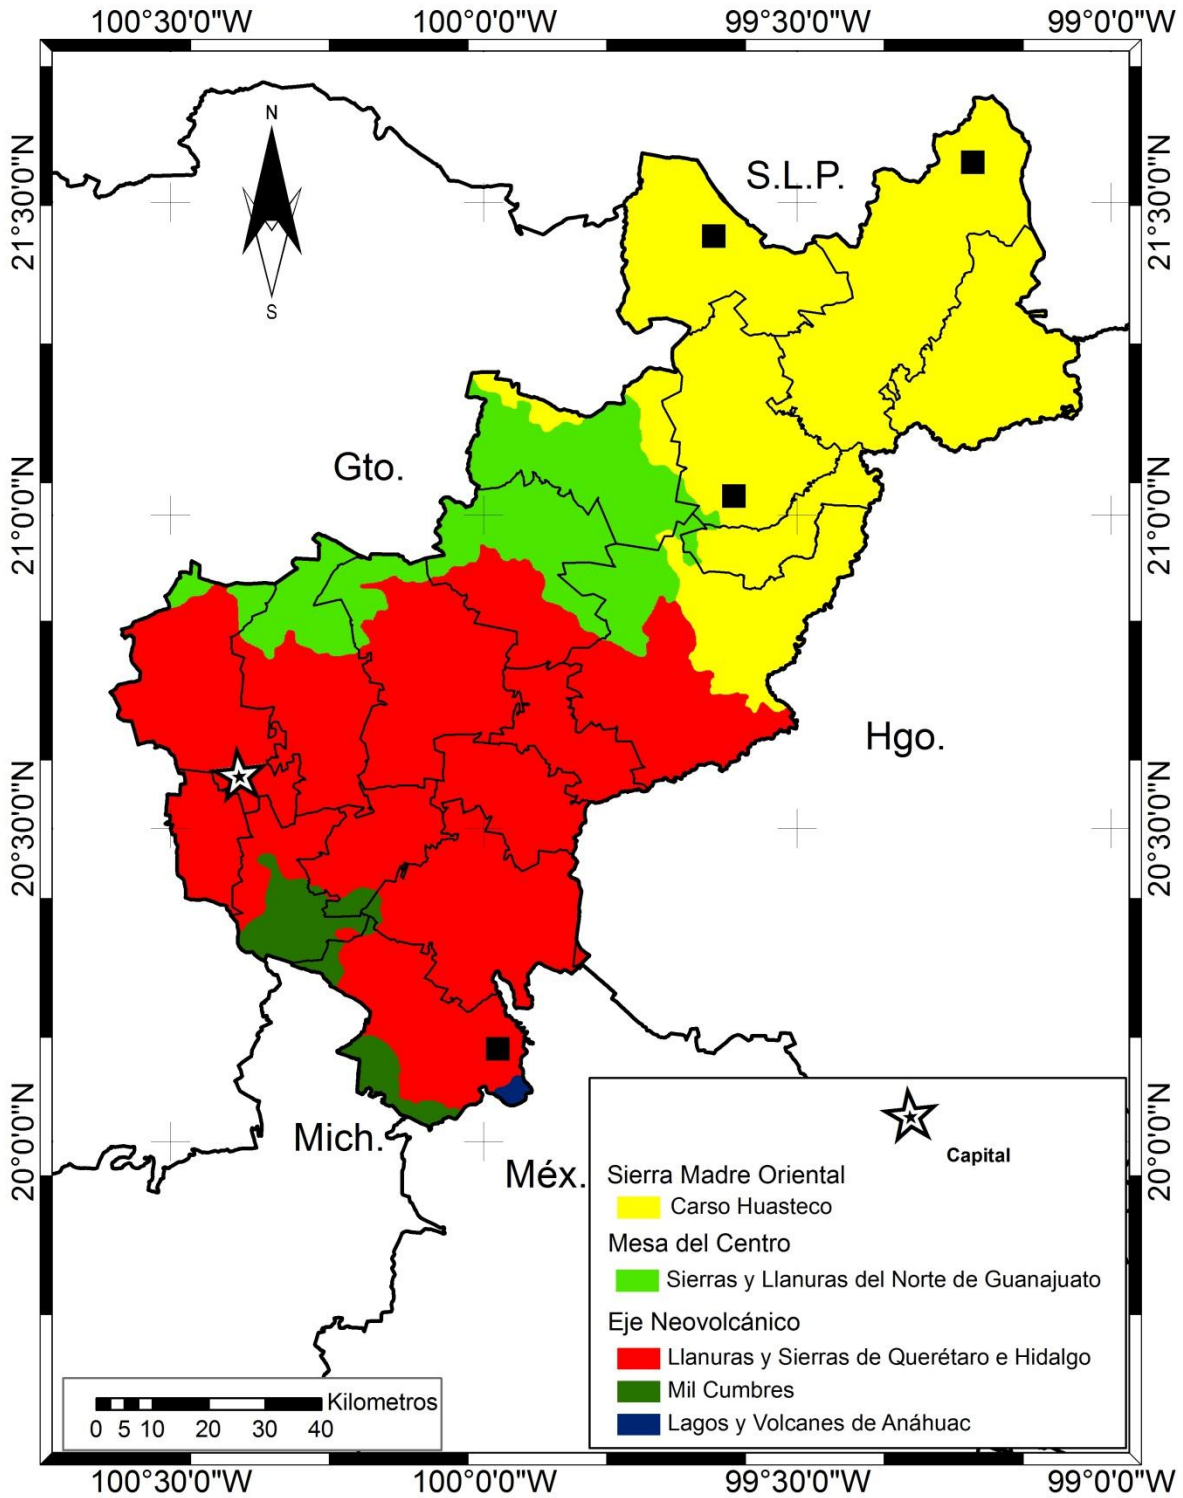 100°30'0"W 100°0'0"W 99°30'0"W 99°0'0"W
21°30'0"N
21°30'0"N
21°0'0"N
21°0'0"N
20°30'0"N
20°30'0"N
20°0'0"N
20°0'0"N
N
S
S.L.P.
Gto.
Hgo.
Mich.
Méx.
Capital
Sierra Madre Oriental
Carso Huasteco
Mesa del Centro
Sierras y Llanuras del Norte de Guanajuato
Eje Neovolcánico
Llanuras y Sierras de Querétaro e Hidalgo
Mil Cumbres
Lagos y Volcanes de Anáhuac
Kilometros
0 5 10 20 30 40
100°30'0"W 100°0'0"W 99°30'0"W 99°0'0"W